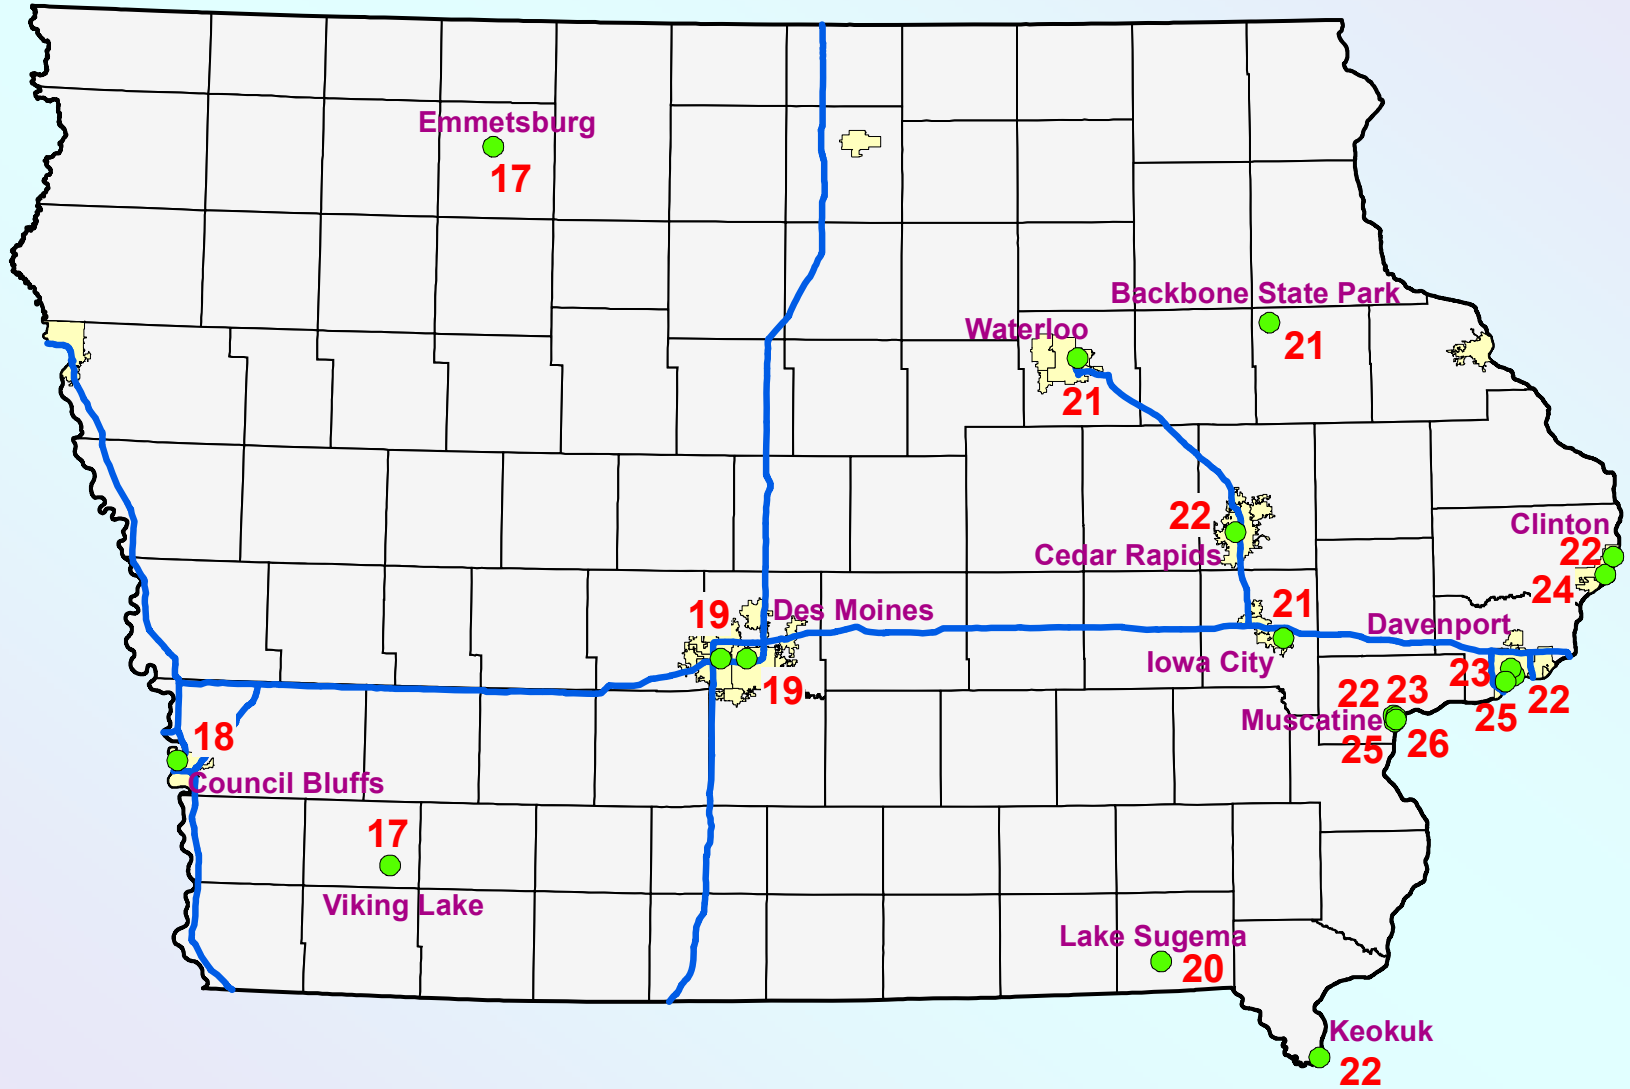 Emmetsburg
17
Backbone State Park
21
Waterloo
21
22
Cedar Rapids
Clinton
22
24
19
Des Moines
19
21
Iowa City
Davenport
23
25
22
22
23
Muscatine
25
26
18
Council Bluffs
17
Viking Lake
Lake Sugema
20
Keokuk
22